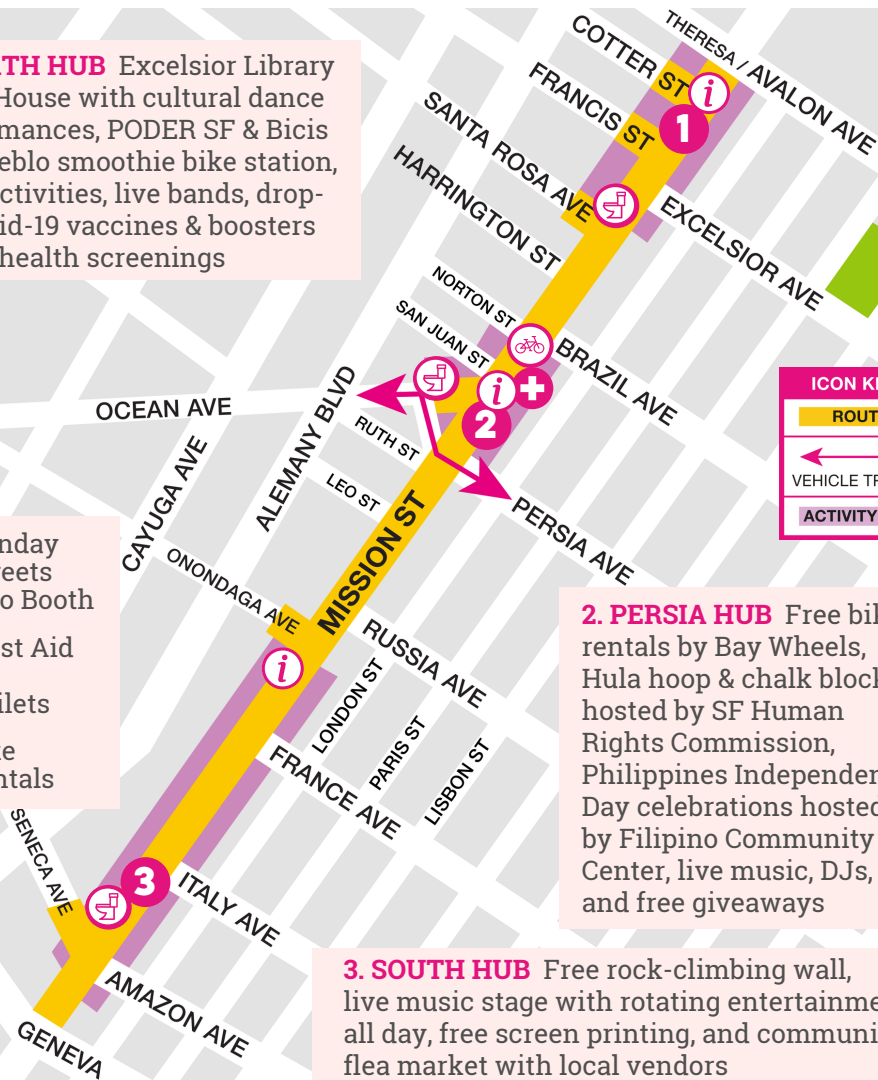 THERESA / AVALON AVE
COTTER ST
FRANCIS ST
SANTA ROSA AVE
HARRINGTON ST
EXCELSIOR AVE
NORTON ST
SAN JUAN ST
BRAZIL AVE
OCEAN AVE
ALEMANY BLVD
CAYUGA AVE
RUTH ST
LEO ST
MISSION ST
PERSIA AVE
ONONDAGA AVE
RUSSIA AVE
LONDON ST
PARIS ST
LISBON ST
FRANCE AVE
SENECA AVE
ITALY AVE
AMAZON AVE
GENEVA
i
1
i
+
2
i
3
TH HUB Excelsior Library
House with cultural dance
mances, PODER SF & Bicis
eblo smoothie bike station,
ctivities, live bands, drop-
id-19 vaccines & boosters
health screenings
ICON K
ROUT
VEHICLE TR
ACTIVITY
nday
eets
o Booth
st Aid
ilets
ke
ntals
2. PERSIA HUB Free bik
rentals by Bay Wheels,
Hula hoop & chalk block
hosted by SF Human
Rights Commission,
Philippines Independen
Day celebrations hosted
by Filipino Community
Center, live music, DJs,
and free giveaways
3. SOUTH HUB Free rock-climbing wall,
live music stage with rotating entertainme
all day, free screen printing, and communi
flea market with local vendors